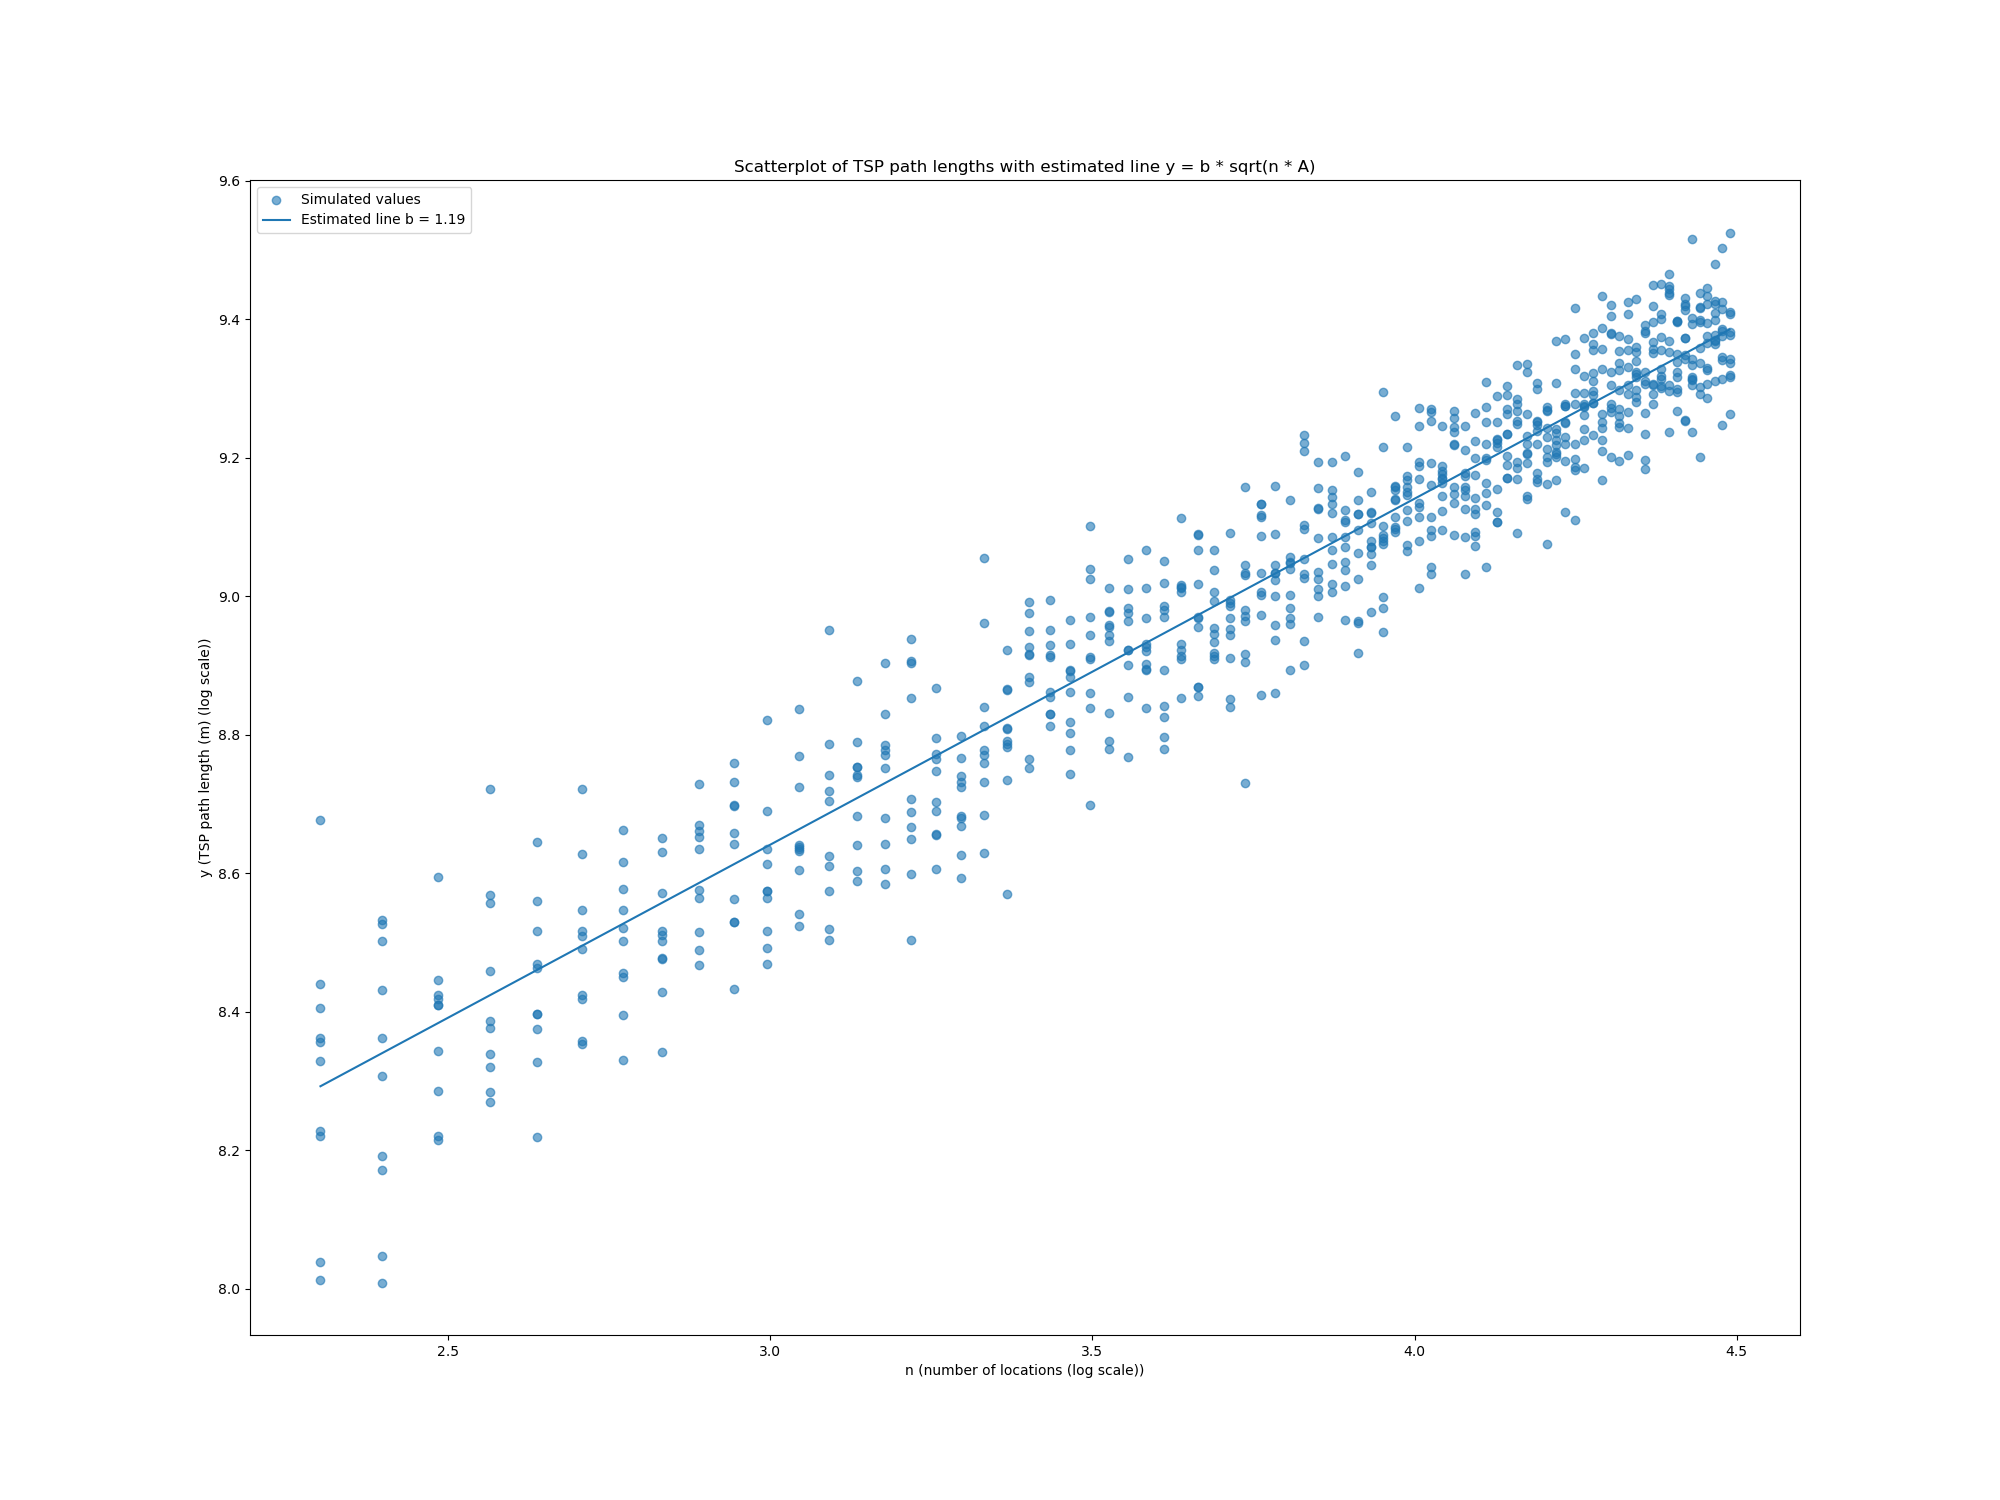 Scatterplot of TSP path lengths with estimated line y = b * sqrt(n * A)
Simulated values
Estimated line b = 1.19
y (TSP path length (m) (log scale))
9.6
9.4
9.2
9.0
8.8
8.6
8.4
8.2
8.0
2.5 3.0 3.5 4.0 4.5
n (number of locations (log scale))